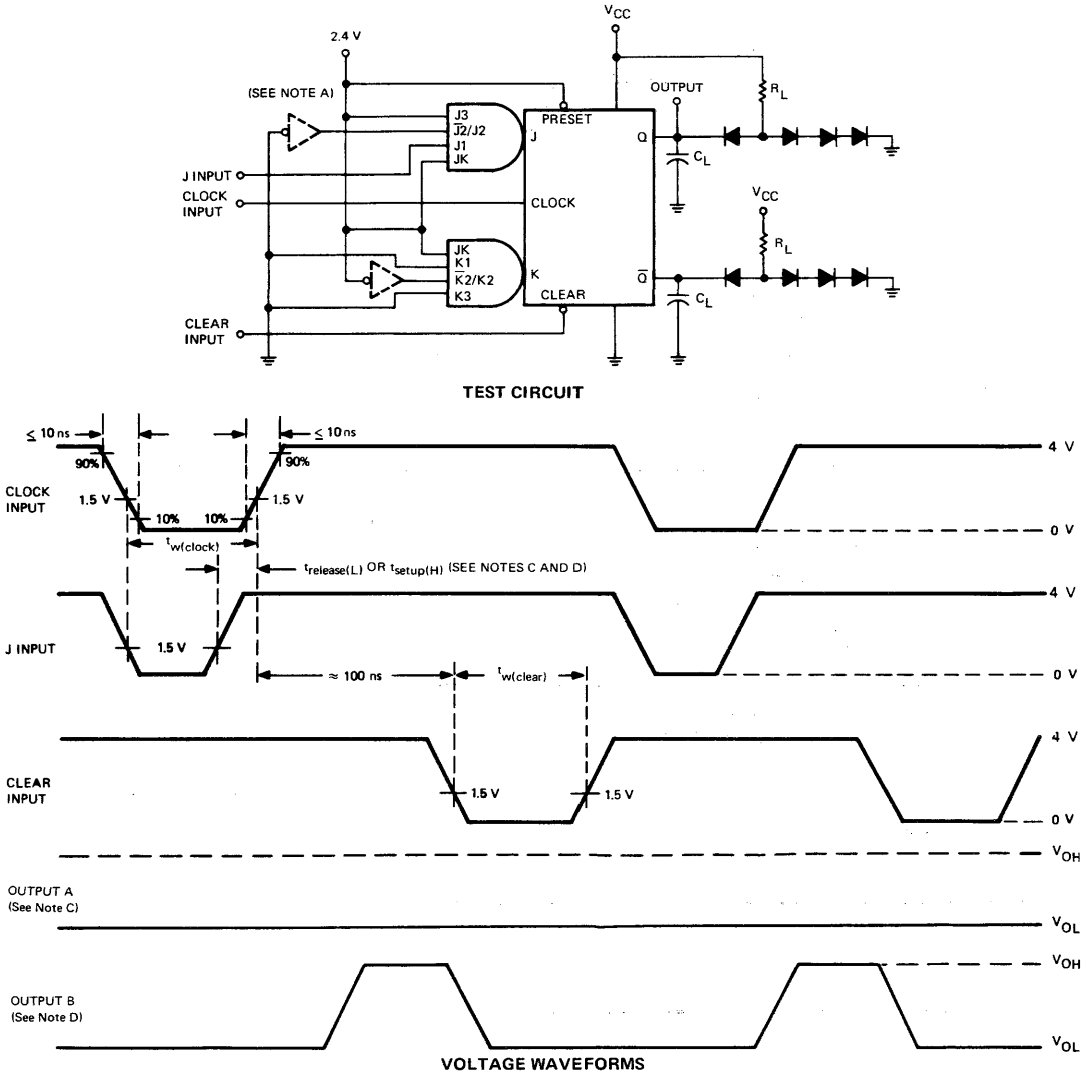 VCC
2.4 V
(SEE NOTE A)
OUTPUT
RL
J3
J̅2/J2
J1
JK
PRESET
J
Q
CL
J INPUT
CLOCK
INPUT
CLOCK
VCC
RL
JK
K1
K̅2/K2
K3
K
Q̅
CLEAR
CL
CLEAR
INPUT
TEST CIRCUIT
≤ 10 ns
≤ 10 ns
90%
90%
4 V
CLOCK
INPUT
1.5 V
1.5 V
10%
10%
0 V
tw(clock)
trelease(L) OR tsetup(H) (SEE NOTES C AND D)
4 V
J INPUT
1.5 V
0 V
≈ 100 ns
tw(clear)
4 V
CLEAR
INPUT
1.5 V
1.5 V
0 V
VOH
OUTPUT A
(See Note C)
VOL
VOH
OUTPUT B
(See Note D)
VOL
VOLTAGE WAVEFORMS